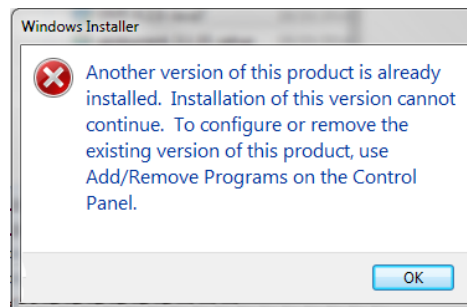 Windows Installer
Another version of this product is already
installed. Installation of this version cannot
continue. To configure or remove the
existing version of this product, use
Add/Remove Programs on the Control
Panel.
OK